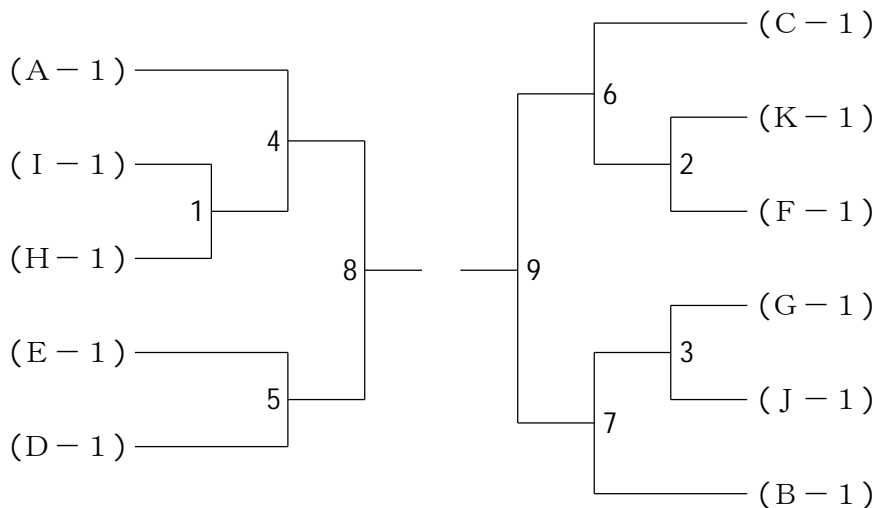 (A-1)
(I-1)
(H-1)
(E-1)
(D-1)
1
4
5
8
9
6
2
3
7
(C-1)
(K-1)
(F-1)
(G-1)
(J-1)
(B-1)